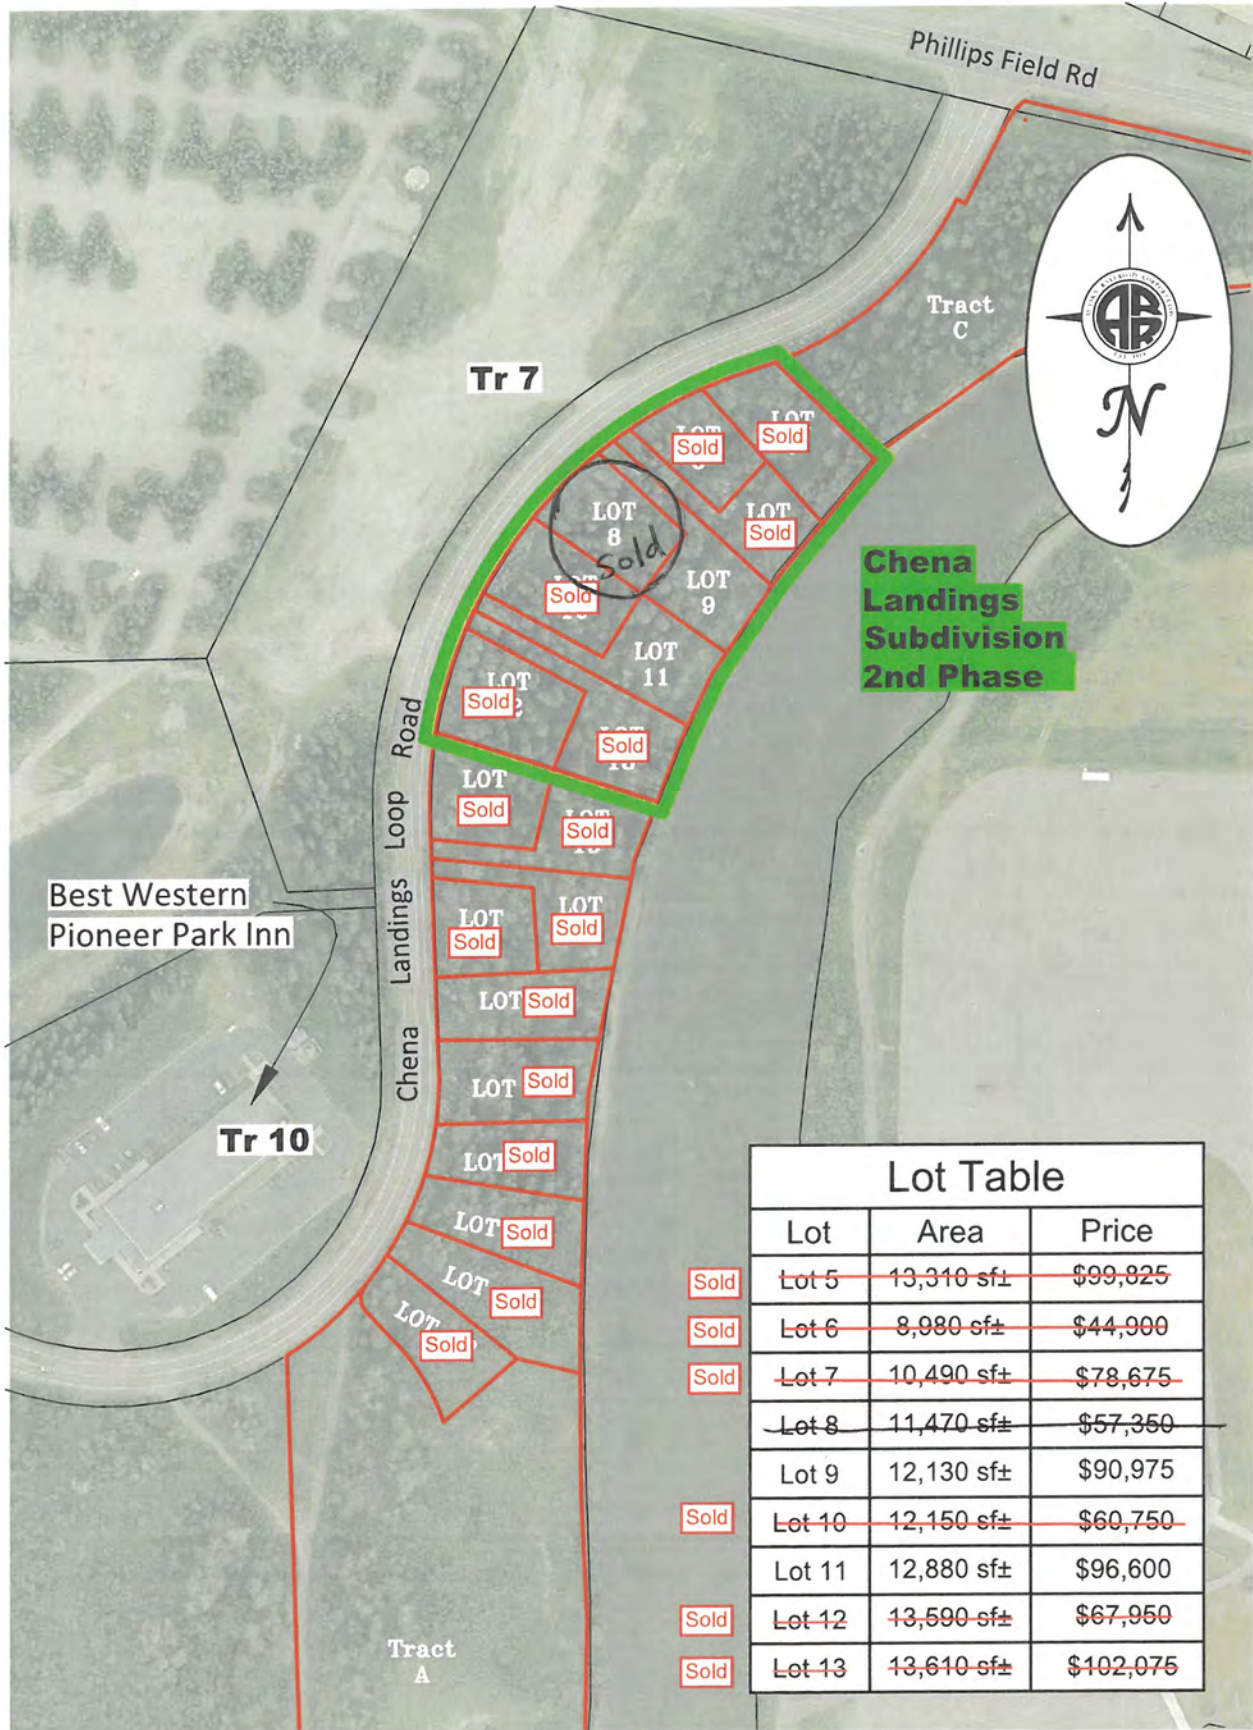 Phillips Field Rd
Tract
C
N
Tr 7
LOT
Sold
LOT
Sold
LOT
8
Sold
LOT
Sold
LOT
9
Sold
LOT
11
Chena
Landings
Subdivision
2nd Phase
LOT
Sold
Sold
LOT
Sold
Sold
LOT
Sold
LOT
Sold
LOT Sold
LOT Sold
LOT Sold
LOT Sold
LOT Sold
LOT
Sold
Chena Landings Loop Road
Best Western
Pioneer Park Inn
Tr 10
Tract
A
Lot Table
Lot Area Price
Sold Lot 5 13,310 sf± $99,825
Sold Lot 6 8,980 sf± $44,900
Sold Lot 7 10,490 sf± $78,675
Lot 8 11,470 sf± $57,350
Lot 9 12,130 sf± $90,975
Sold Lot 10 12,150 sf± $60,750
Lot 11 12,880 sf± $96,600
Sold Lot 12 13,590 sf± $67,950
Sold Lot 13 13,610 sf± $102,075